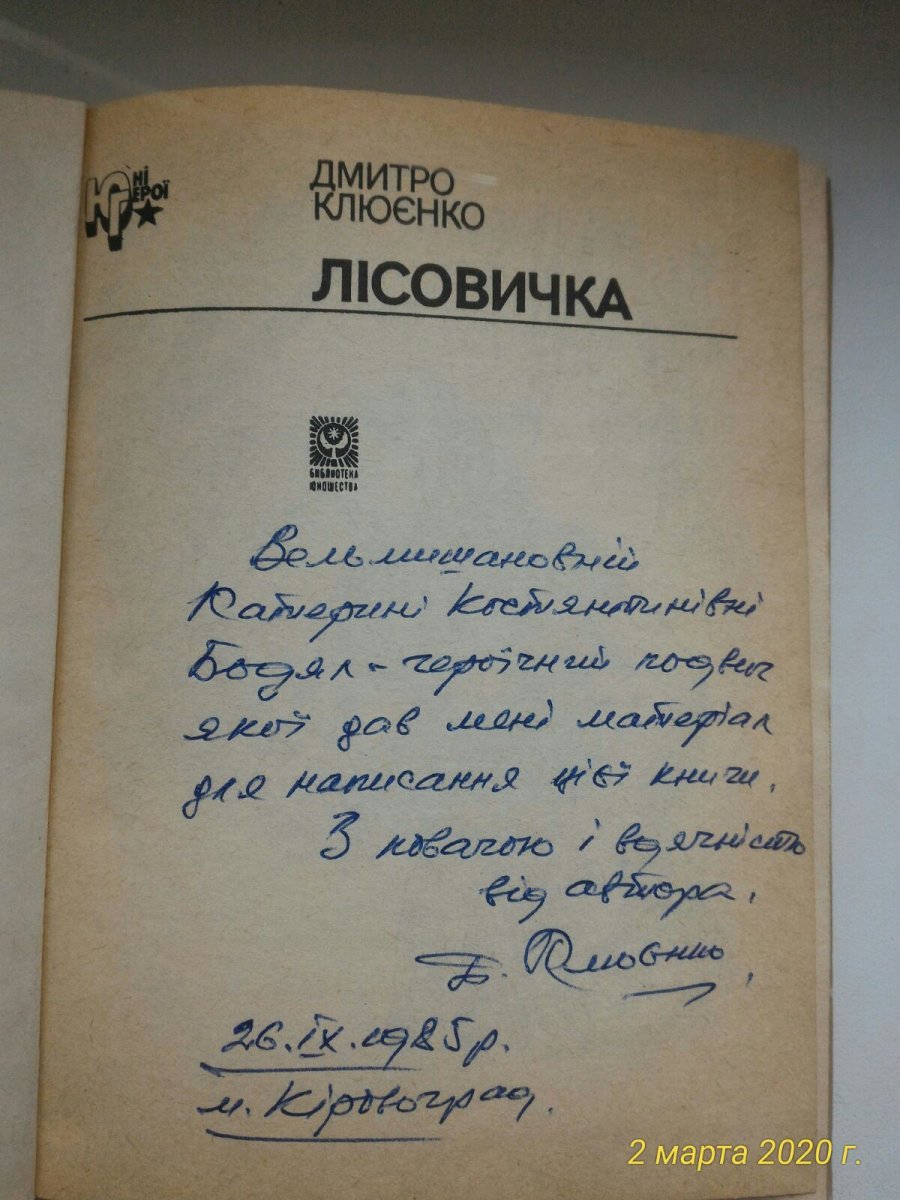 ЮНІ
ГЕРОЇ
ДМИТРО
КЛЮЄНКО
ЛІСОВИЧКА
БИБЛИОТЕКА
ЮНОШЕСТВА
Вельмишановній
Катерині Костянтинівні
Бодял - героїчний подвиг
якої дав мені матеріал
для написання цієї книги.
З повагою і вдячністю
від автора.
Д. Клюєнко,
26.IX.1985р.
м. Кіровоград.
2 марта 2020 г.